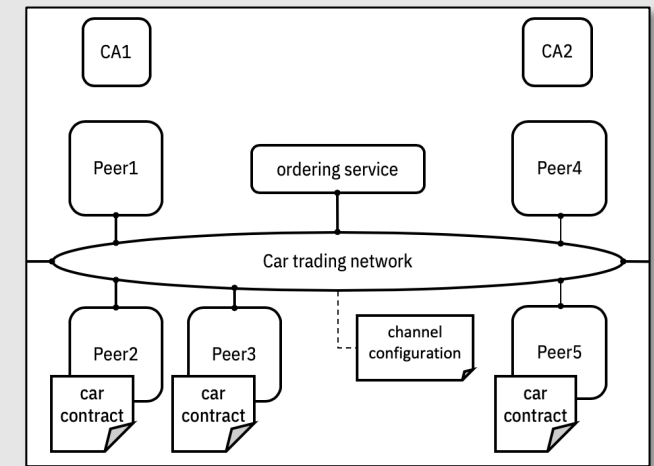 CA1
CA2
Peer1
ordering service
Peer4
Car trading network
channel
configuration
Peer2
Peer3
Peer5
car
contract
car
contract
car
contract